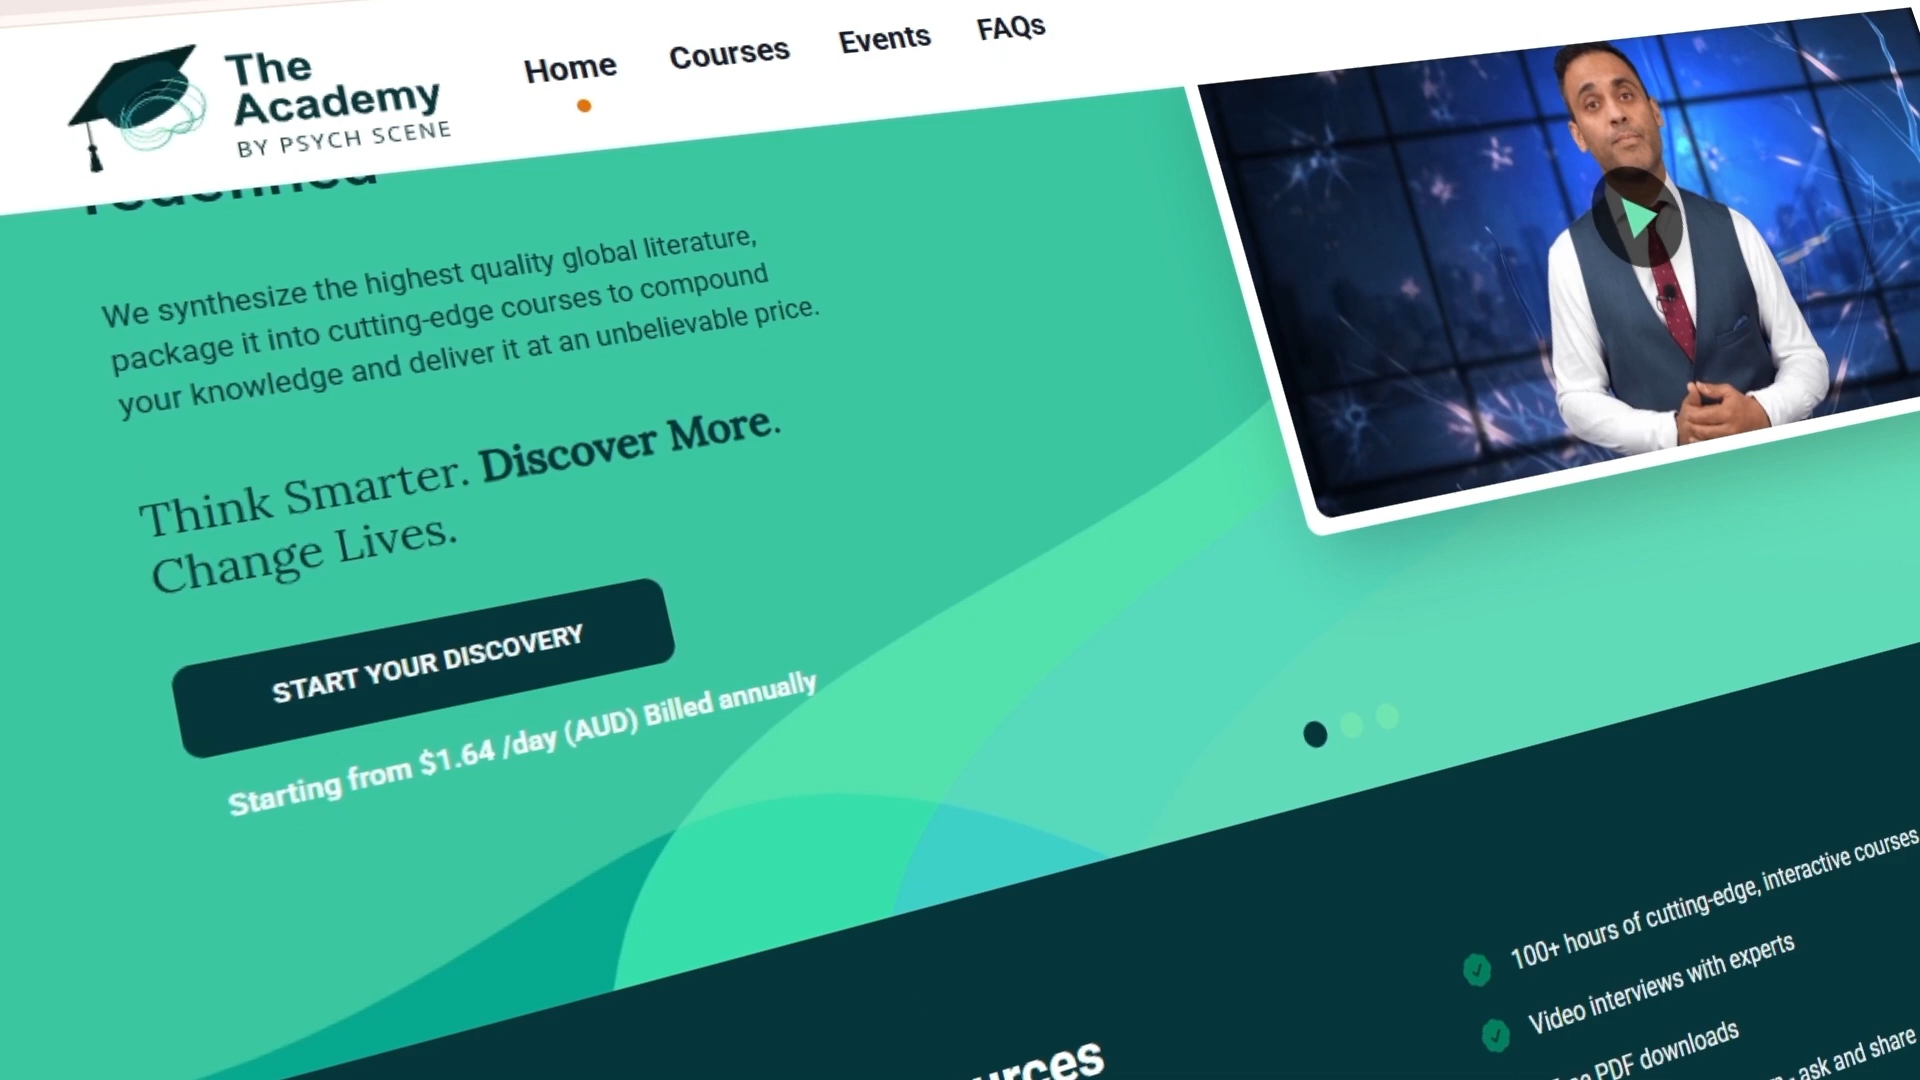 The
Academy
BY PSYCH SCENE
Home
Courses
Events
FAQs
We synthesize the highest quality global literature,
package it into cutting-edge courses to compound
your knowledge and deliver it at an unbelievable price.
Think Smarter. Discover More.
Change Lives.
START YOUR DISCOVERY
Starting from $1.64 /day (AUD) Billed annually
100+ hours of cutting-edge, interactive courses
Video interviews with experts
PDF downloads
ask and share